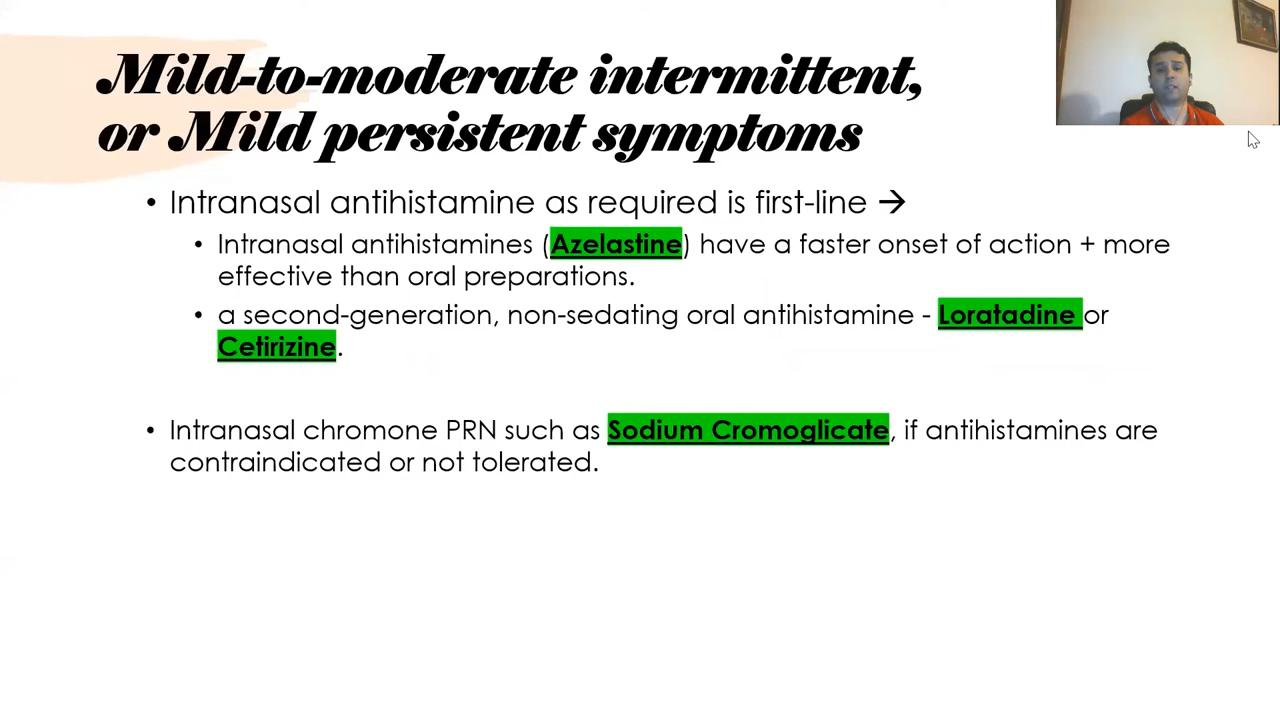 Mild-to-moderate intermittent,
or Mild persistent symptoms
• Intranasal antihistamine as required is first-line →
• Intranasal antihistamines (Azelastine) have a faster onset of action + more
effective than oral preparations.
• a second-generation, non-sedating oral antihistamine - Loratadine or
Cetirizine.
• Intranasal chromone PRN such as Sodium Cromoglicate, if antihistamines are
contraindicated or not tolerated.